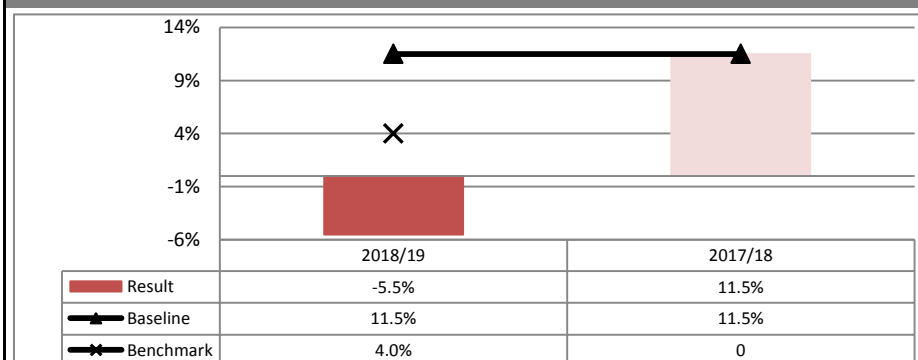 14%
9%
4%
-1%
-6%
2018/19 2017/18
Result -5.5% 11.5%
Baseline 11.5% 11.5%
Benchmark 4.0% 0